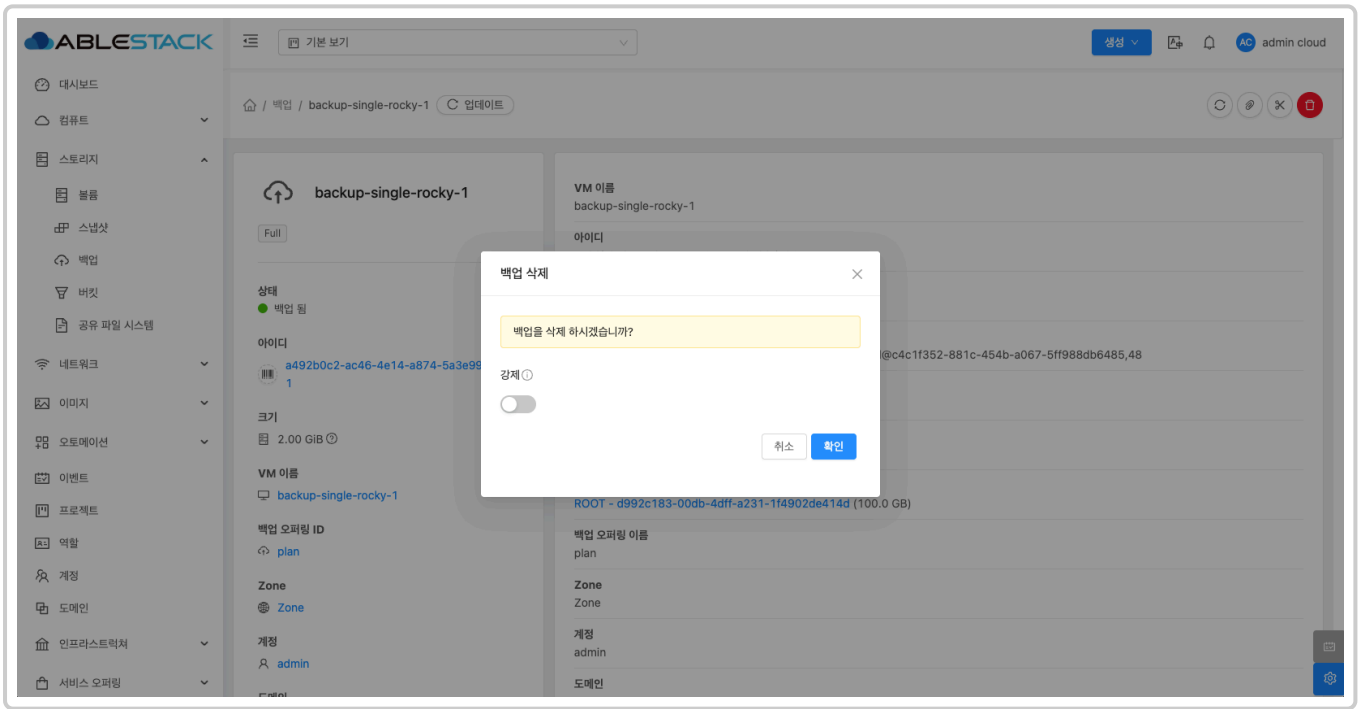 ABLESTACK
기본 보기
생성
AC admin cloud
대시보드
컴퓨트
스토리지
볼륨
스냅샷
백업
버킷
공유 파일 시스템
네트워크
이미지
오토메이션
이벤트
프로젝트
역할
계정
도메인
인프라스트럭쳐
서비스 오퍼링
/ 백업 / backup-single-rocky-1 업데이트
backup-single-rocky-1
Full
상태
백업 됨
아이디
a492b0c2-ac46-4e14-a874-5a3e99
1
크기
2.00 GiB
VM 이름
backup-single-rocky-1
백업 오퍼링 ID
plan
Zone
Zone
계정
admin
도메인
VM 이름
backup-single-rocky-1
아이디
@c4c1f352-881c-454b-a067-5ff988db6485,48
ROOT - d992c183-00db-4dff-a231-1f4902de414d (100.0 GB)
백업 오퍼링 이름
plan
Zone
Zone
계정
admin
도메인
백업 삭제
백업을 삭제 하시겠습니까?
강제
취소
확인